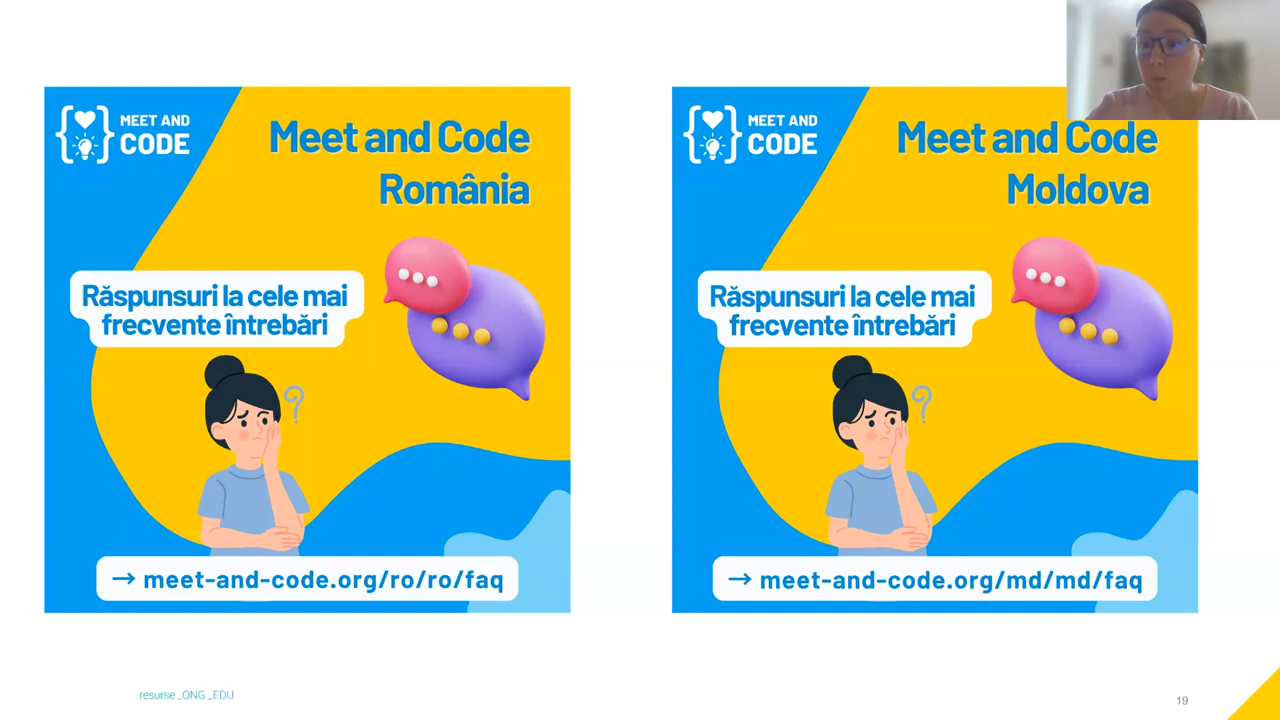 MEET AND
CODE
Meet and Code
România
Răspunsuri la cele mai
frecvente întrebări
?
→ meet-and-code.org/ro/ro/faq
MEET AND
CODE
Meet and Code
Moldova
Răspunsuri la cele mai
frecvente întrebări
?
→ meet-and-code.org/md/md/faq
resurse_ONG_EDU
19